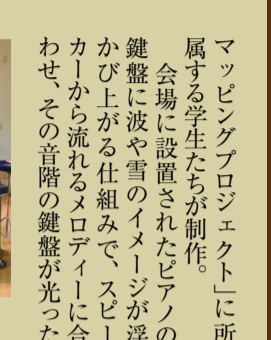 マッピングプロジェクト」に所
属する学生たちが制作。
会場に設置されたピアノの
鍵盤に波や雪のイメージが浮
かび上がる仕組みで、スピー
カーから流れるメロディーに合
わせ、その音階の鍵盤が光った